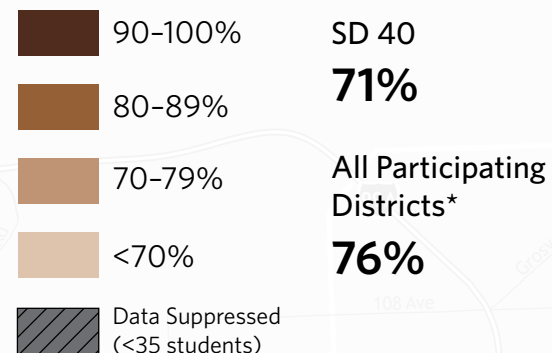 90–100%
80–89%
70–79%
<70%
Data Suppressed
(<35 students)
SD 40
71%
All Participating
Districts*
76%
108 Ave